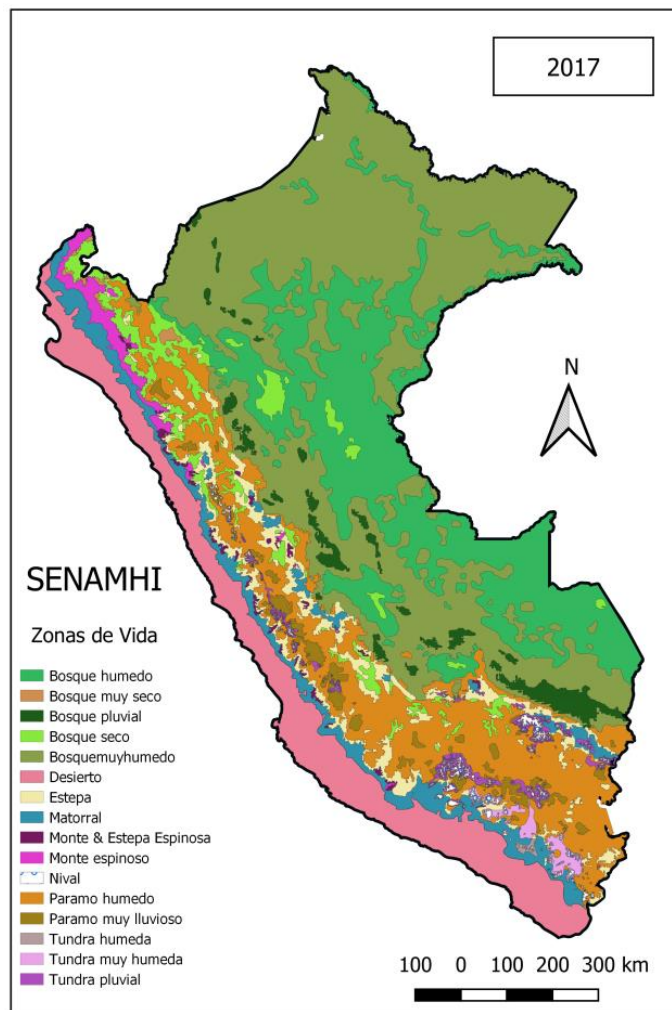 2017
N
SENAMHI
Zonas de Vida
Bosque humedo
Bosque muy seco
Bosque pluvial
Bosque seco
Bosquemuyhumedo
Desierto
Estepa
Matorral
Monte & Estepa Espinosa
Monte espinoso
Nival
Paramo humedo
Paramo muy lluvioso
Tundra humeda
Tundra muy humeda
Tundra pluvial
100 0 100 200 300 km